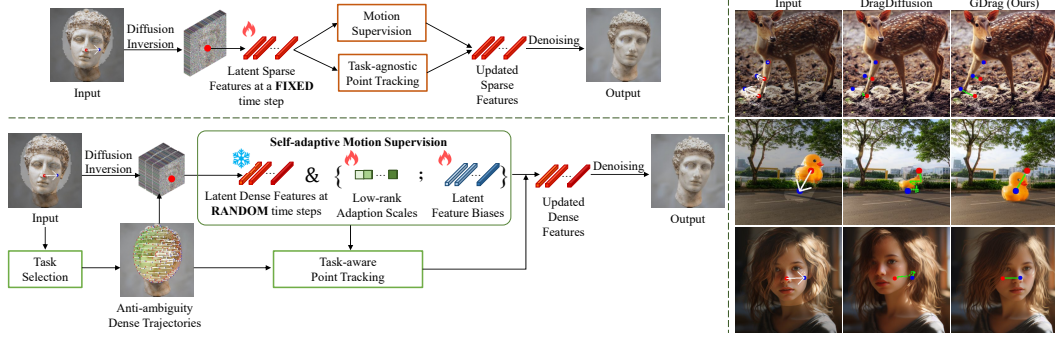 Diffusion
Inversion
Input
Latent Sparse
Features at a FIXED
time step
Motion
Supervision
Task-agnostic
Point Tracking
Updated
Sparse
Features
Denoising
Output
Input
Diffusion
Inversion
Task
Selection
Anti-ambiguity
Dense Trajectories
Self-adaptive Motion Supervision
Latent Dense Features at
RANDOM time steps
&
{
Low-rank
Adaption Scales
;
Latent
Feature Biases
}
Task-aware
Point Tracking
Updated
Dense
Features
Denoising
Output
Input
DragDiffusion
GDrag (Ours)